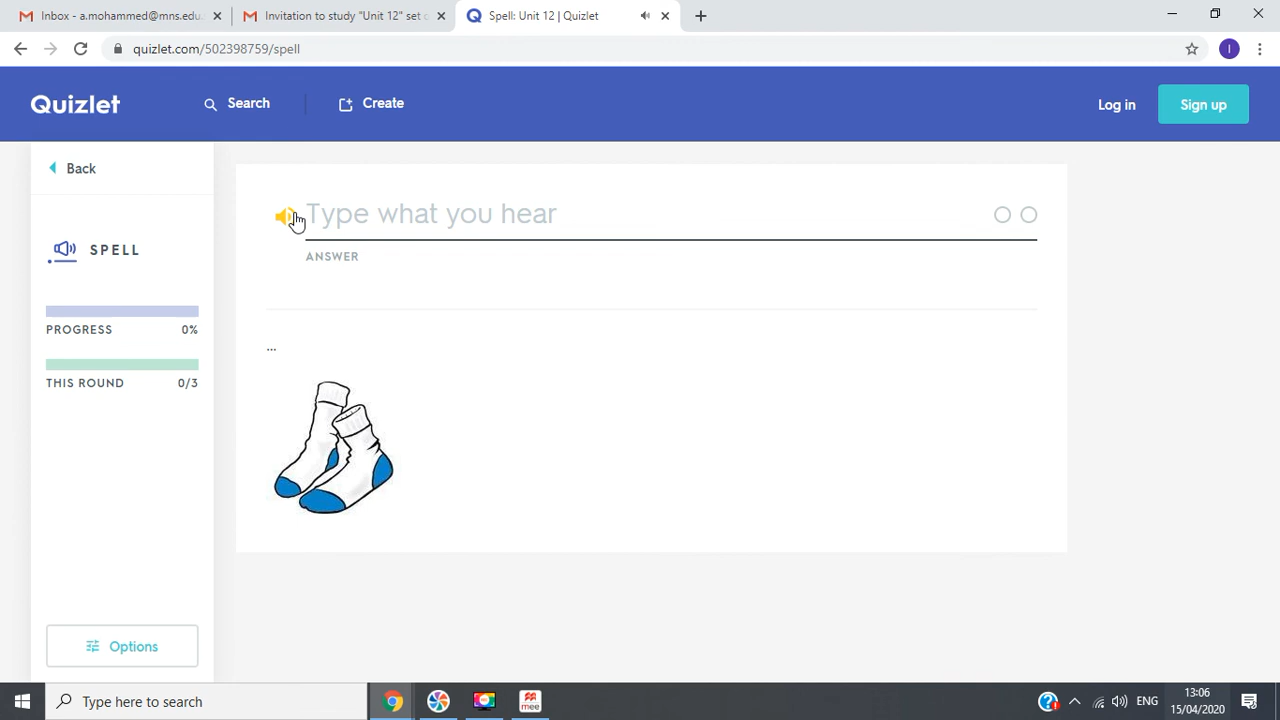 Inbox - a.mohammed@mns.edu.
Invitation to study "Unit 12" set o
Spell: Unit 12 | Quizlet
quizlet.com/502398759/spell
I
Quizlet
Search
Create
Log in
Sign up
Back
SPELL
PROGRESS 0%
THIS ROUND 0/3
Options
Type what you hear
ANSWER
...
Type here to search
mee
ENG
13:06
15/04/2020